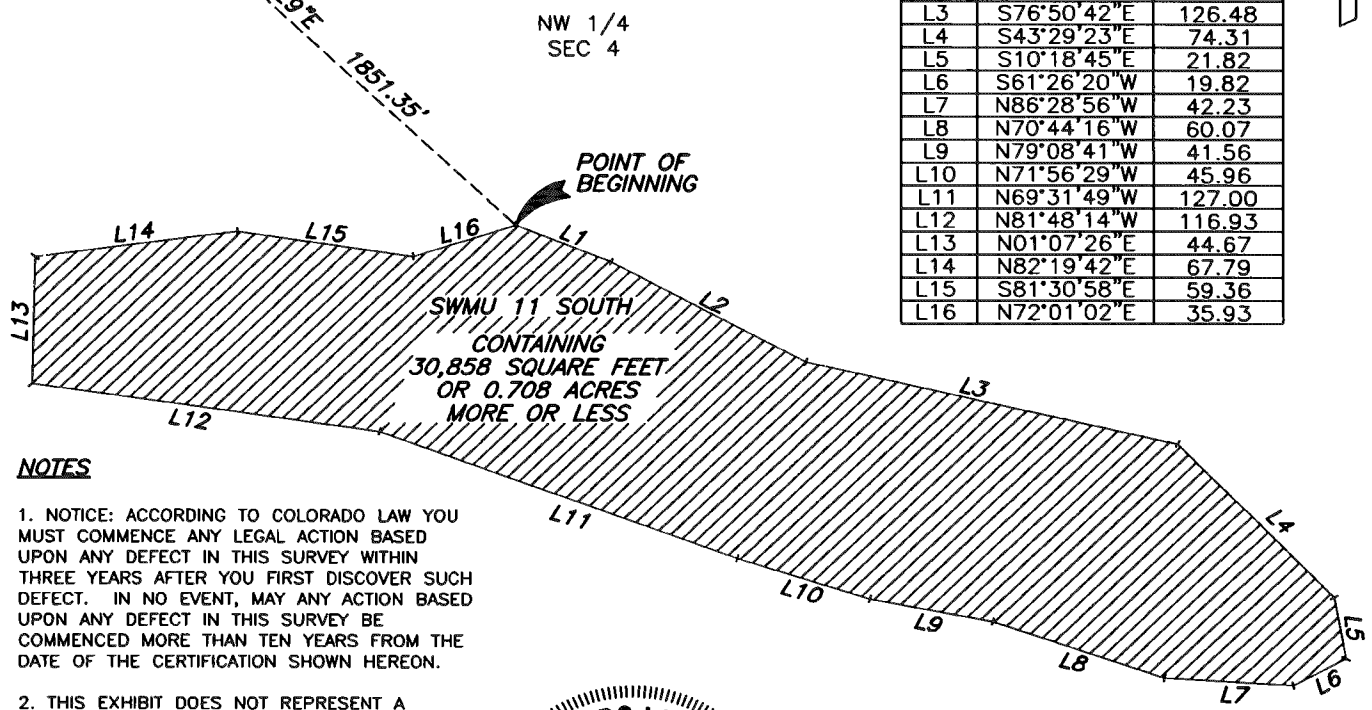 9"E
1851.35'
NW 1/4
SEC 4
POINT OF
BEGINNING
L3 S76°50'42"E 126.48
L4 S43°29'23"E 74.31
L5 S10°18'45"E 21.82
L6 S61°26'20"W 19.82
L7 N86°28'56"W 42.23
L8 N70°44'16"W 60.07
L9 N79°08'41"W 41.56
L10 N71°56'29"W 45.96
L11 N69°31'49"W 127.00
L12 N81°48'14"W 116.93
L13 N01°07'26"E 44.67
L14 N82°19'42"E 67.79
L15 S81°30'58"E 59.36
L16 N72°01'02"E 35.93
L14
L15
L16
L1
L2
L3
L13
SWMU 11 SOUTH
CONTAINING
30,858 SQUARE FEET
OR 0.708 ACRES
MORE OR LESS
L12
L11
L10
L9
L8
L7
L6
L5
L4
NOTES
1. NOTICE: ACCORDING TO COLORADO LAW YOU
MUST COMMENCE ANY LEGAL ACTION BASED
UPON ANY DEFECT IN THIS SURVEY WITHIN
THREE YEARS AFTER YOU FIRST DISCOVER SUCH
DEFECT. IN NO EVENT, MAY ANY ACTION BASED
UPON ANY DEFECT IN THIS SURVEY BE
COMMENCED MORE THAN TEN YEARS FROM THE
DATE OF THE CERTIFICATION SHOWN HEREON.
2. THIS EXHIBIT DOES NOT REPRESENT A